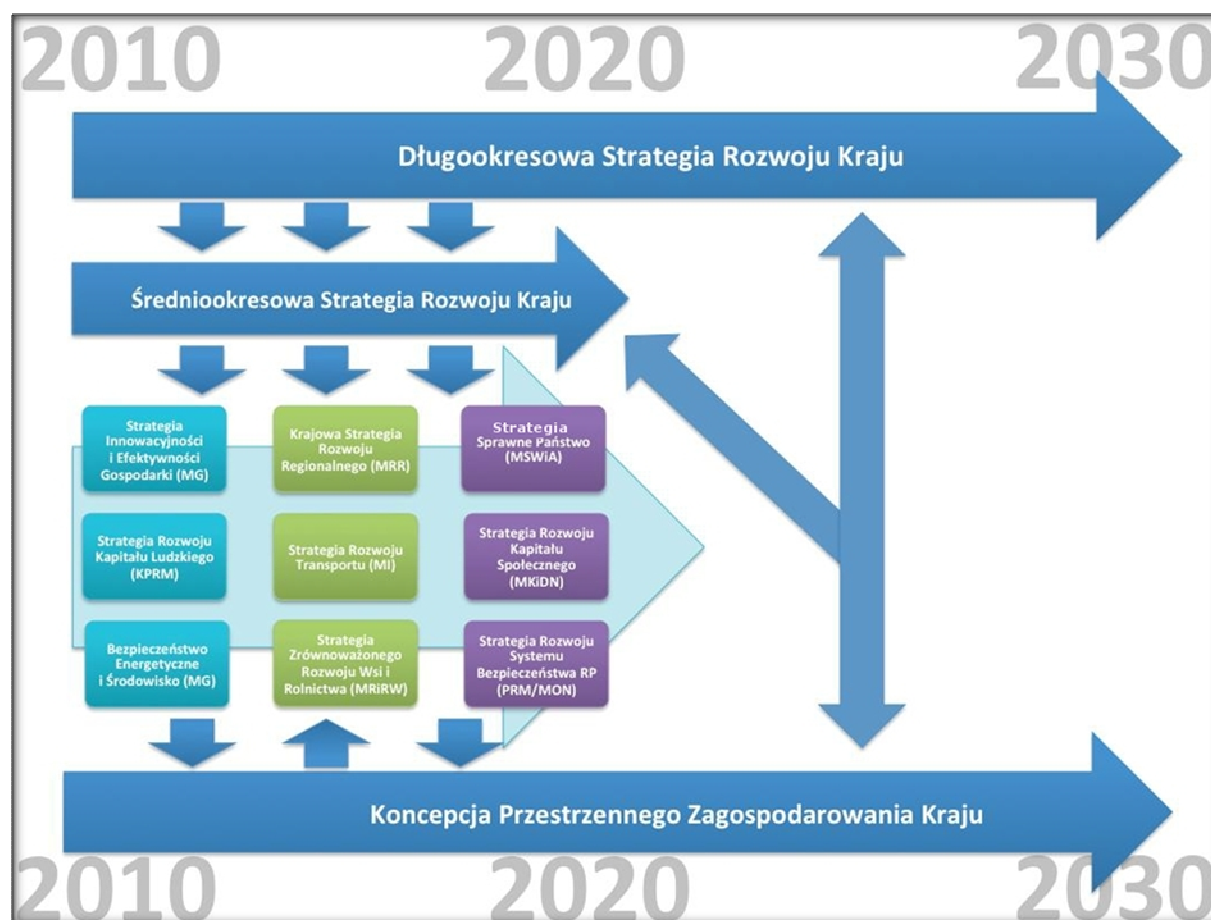 2010 2020 2030
Długookresowa Strategia Rozwoju Kraju
Średniookresowa Strategia Rozwoju Kraju
Strategia
Innowacyjności
i Efektywności
Gospodarki (MG)
Krajowa Strategia
Rozwoju
Regionalnego (MRR)
Strategia
Sprawne Państwo
(MSWiA)
Strategia Rozwoju
Kapitału Ludzkiego
(KPRM)
Strategia Rozwoju
Transportu (MI)
Strategia Rozwoju
Kapitału
Społecznego
(MKiDN)
Bezpieczeństwo
Energetyczne
i Środowisko (MG)
Strategia
Zrównoważonego
Rozwoju Wsi i
Rolnictwa (MRiRW)
Strategia Rozwoju
Systemu
Bezpieczeństwa RP
(PRM/MON)
Koncepcja Przestrzennego Zagospodarowania Kraju
2010 2020 2030